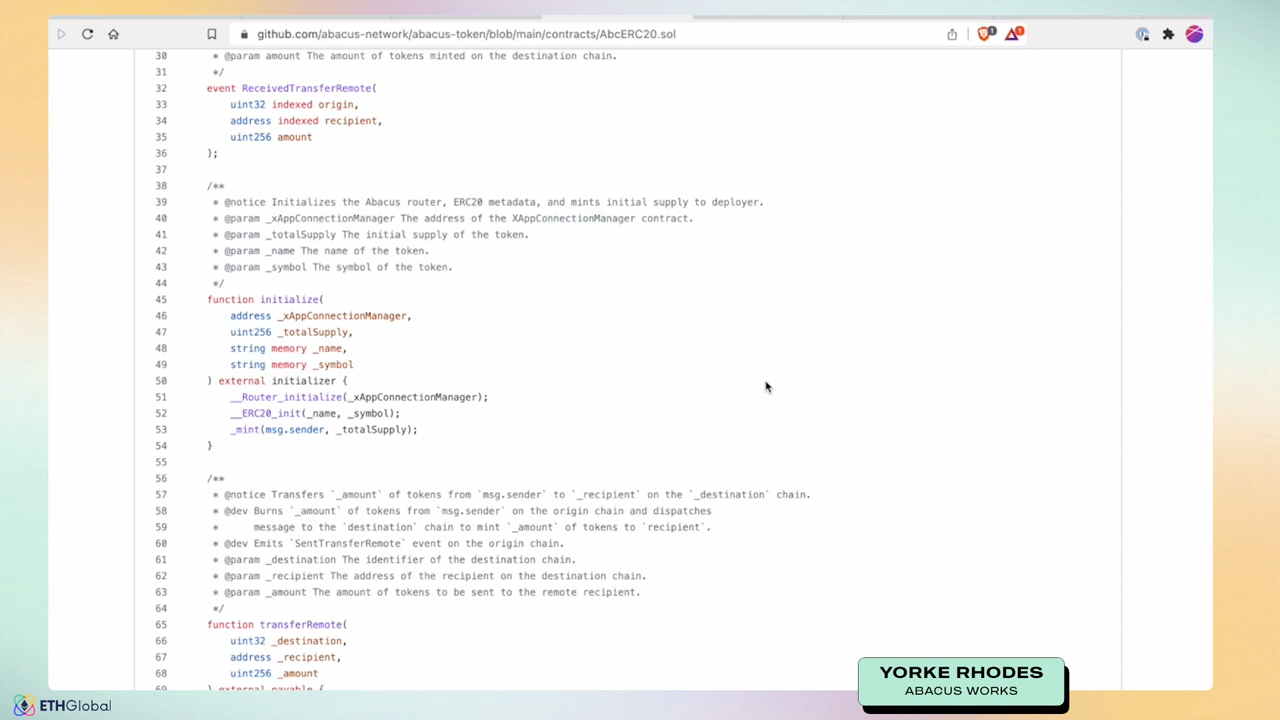 github.com/abacus-network/abacus-token/blob/main/contracts/AbcERC20.sol
1
1
30 * @param amount The amount of tokens minted on the destination chain.
31 */
32 event ReceivedTransferRemote(
33 uint32 indexed origin,
34 address indexed recipient,
35 uint256 amount
36 );
37
38 /**
39 * @notice Initializes the Abacus router, ERC20 metadata, and mints initial supply to deployer.
40 * @param _xAppConnectionManager The address of the XAppConnectionManager contract.
41 * @param _totalSupply The initial supply of the token.
42 * @param _name The name of the token.
43 * @param _symbol The symbol of the token.
44 */
45 function initialize(
46 address _xAppConnectionManager,
47 uint256 _totalSupply,
48 string memory _name,
49 string memory _symbol
50 ) external initializer {
51 __Router_initialize(_xAppConnectionManager);
52 __ERC20_init(_name, _symbol);
53 _mint(msg.sender, _totalSupply);
54 }
55
56 /**
57 * @notice Transfers `_amount` of tokens from `msg.sender` to `_recipient` on the `_destination` chain.
58 * @dev Burns `_amount` of tokens from `msg.sender` on the origin chain and dispatches
59 * message to the `destination` chain to mint `_amount` of tokens to `recipient`.
60 * @dev Emits `SentTransferRemote` event on the origin chain.
61 * @param _destination The identifier of the destination chain.
62 * @param _recipient The address of the recipient on the destination chain.
63 * @param _amount The amount of tokens to be sent to the remote recipient.
64 */
65 function transferRemote(
66 uint32 _destination,
67 address _recipient,
68 uint256 _amount
69 ) external payable {
YORKE RHODES
ABACUS WORKS
ETHGlobal